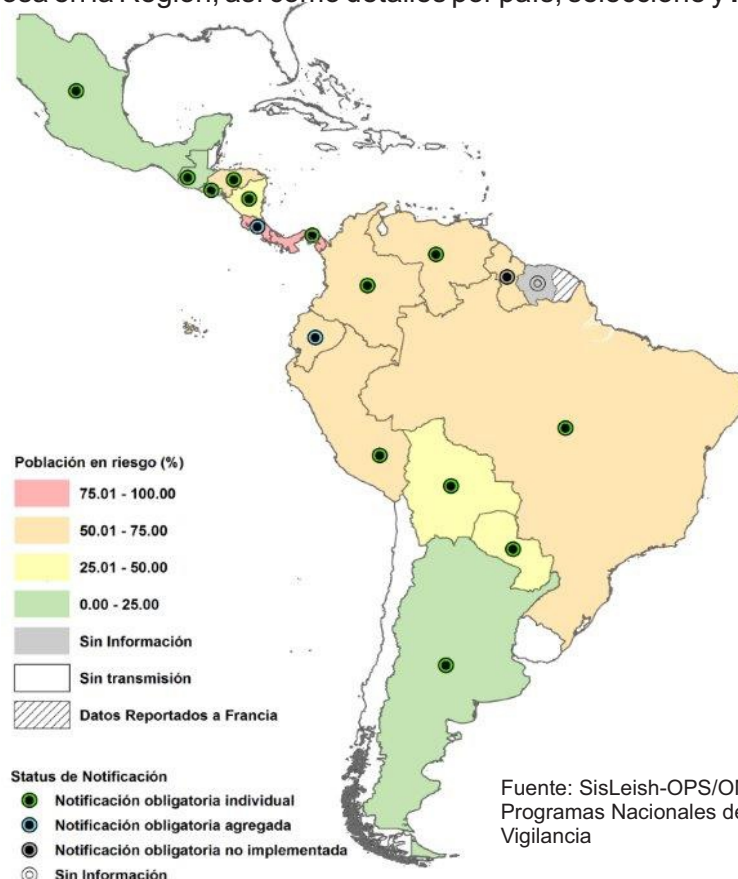 en la Región, así como detalles por país, seleccione y
Población en riesgo (%)
75.01 - 100.00
50.01 - 75.00
25.01 - 50.00
0.00 - 25.00
Sin Información
Sin transmisión
Datos Reportados a Francia
Status de Notificación
Notificación obligatoria individual
Notificación obligatoria agregada
Notificación obligatoria no implementada
Sin Información
Fuente: SisLeish-OPS/
Programas Nacionales de
Vigilancia